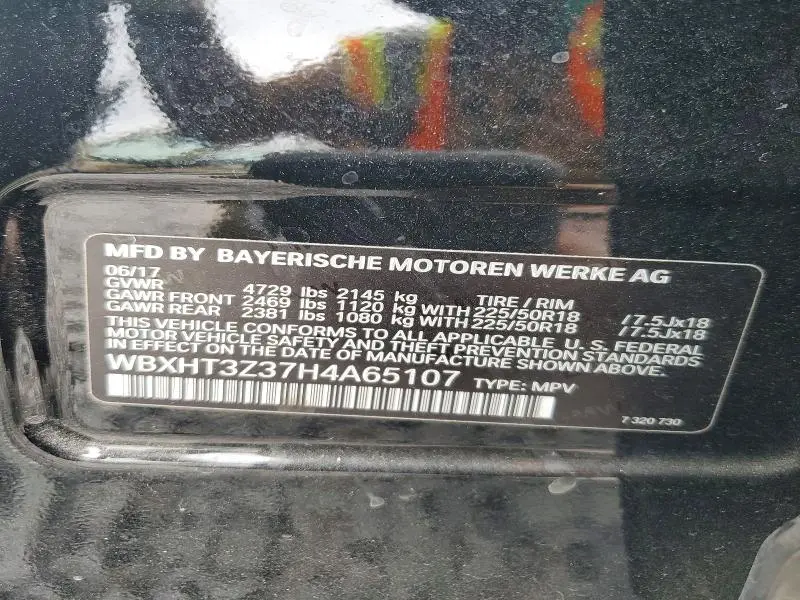 MFD BY BAYERISCHE MOTOREN WERKE AG
06/17
GVWR 4729 lbs 2145 kg TIRE / RIM
GAWR FRONT 2469 lbs 1120 kg WITH 225/50R18 /7.5Jx18
GAWR REAR 2381 lbs 1080 kg WITH 225/50R18 /7.5Jx18
THIS VEHICLE CONFORMS TO ALL APPLICABLE U. S. FEDERAL
MOTOR VEHICLE SAFETY AND THEFT PREVENTION STANDARDS
IN EFFECT ON THE DATE OF MANUFACTURE SHOWN ABOVE.
WBXHT3Z37H4A65107 TYPE: MPV
7 320 730